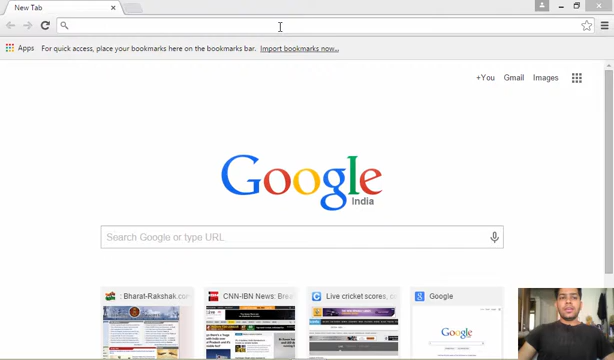 New Tab
Apps For quick access, place your bookmarks here on the bookmarks bar. Import bookmarks now...
+You Gmail Images
Google
India
Search Google or type URL
: Bharat-Rakshak.co
CNN-IBN News: Brea
Live cricket scores, c
Google
Google